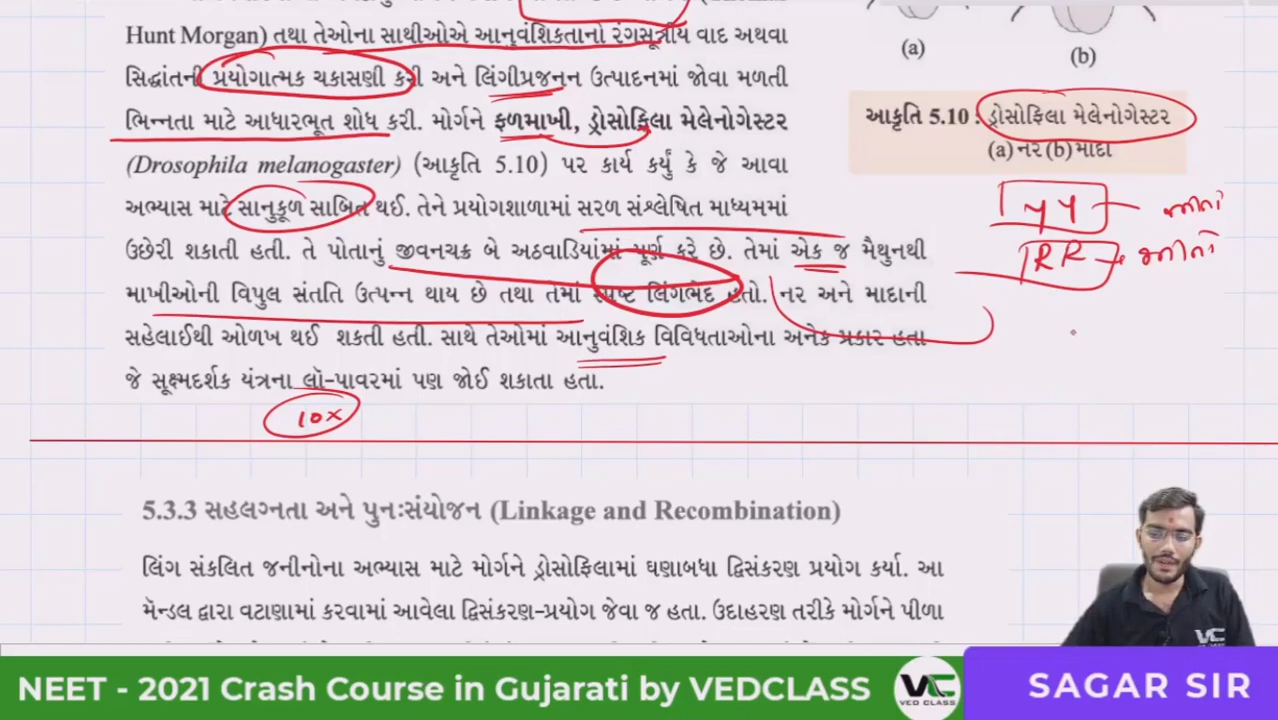 Hunt Morgan) તથા તેઓના સાથીઓએ આનુવંશિકતાનો રંગસૂત્રીય વાદ અથવા
સિદ્ધાંતની પ્રયોગાત્મક ચકાસણી કરી અને લિંગીપ્રજનન ઉત્પાદનમાં જોવા મળતી
ભિન્નતા માટે આધારભૂત શોધ કરી. મોર્ગને ફળમાખી, ડ્રોસોફિલા મેલેનોગેસ્ટર
(Drosophila melanogaster) (આકૃતિ 5.10) પર કાર્ય કર્યું કે જે આવા
અભ્યાસ માટે સાનુકૂળ સાબિત થઈ. તેને પ્રયોગશાળામાં સરળ સંશ્લેષિત માધ્યમમાં
ઉછેરી શકાતી હતી. તે પોતાનું જીવનચક્ર બે અઠવાડિયાંમાં પૂર્ણ કરે છે. તેમાં એક જ મૈથુનથી
માખીઓની વિપુલ સંતતિ ઉત્પન્ન થાય છે તથા તેમાં સ્પષ્ટ લિંગભેદ હતો. નર અને માદાની
સહેલાઈથી ઓળખ થઈ શકતી હતી. સાથે તેઓમાં આનુવંશિક વિવિધતાઓના અનેક પ્રકાર હતા
જે સૂક્ષ્મદર્શક યંત્રના લૉ-પાવરમાં પણ જોઈ શકાતા હતા.
10x
(a)
(b)
આકૃતિ 5.10 : ડ્રોસોફિલા મેલેનોગેસ્ટર
(a) નર (b) માદા
RR
5.3.3 સહલગ્નતા અને પુનઃસંયોજન (Linkage and Recombination)
લિંગ સંકલિત જનીનોના અભ્યાસ માટે મોર્ગને ડ્રોસોફિલામાં ઘણાબધા દ્વિસંકરણ પ્રયોગ કર્યા. આ
મૅન્ડલ દ્વારા વટાણામાં કરવામાં આવેલા દ્વિસંકરણ-પ્રયોગ જેવા જ હતા. ઉદાહરણ તરીકે મોર્ગને પીળા
VC
NEET - 2021 Crash Course in Gujarati by VEDCLASS
VED CLASS
SAGAR SIR